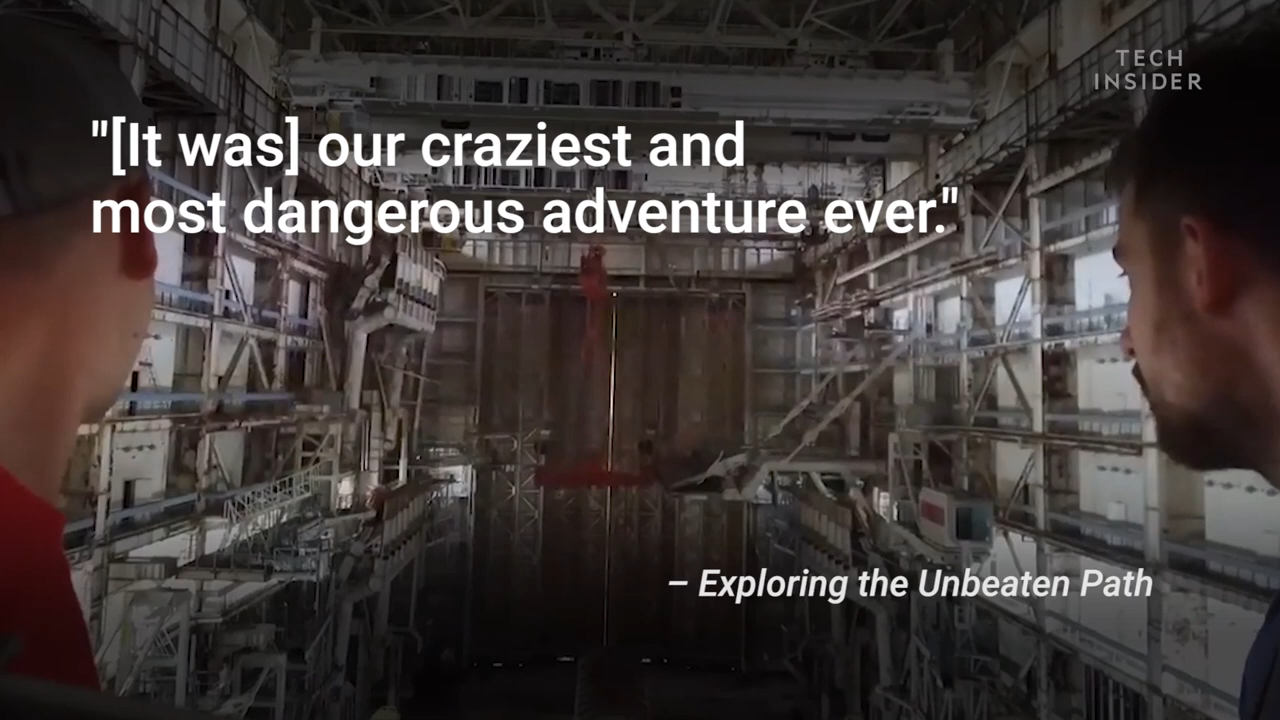 TECH
INSIDER
"[It was] our craziest and
most dangerous adventure ever."
– Exploring the Unbeaten Path